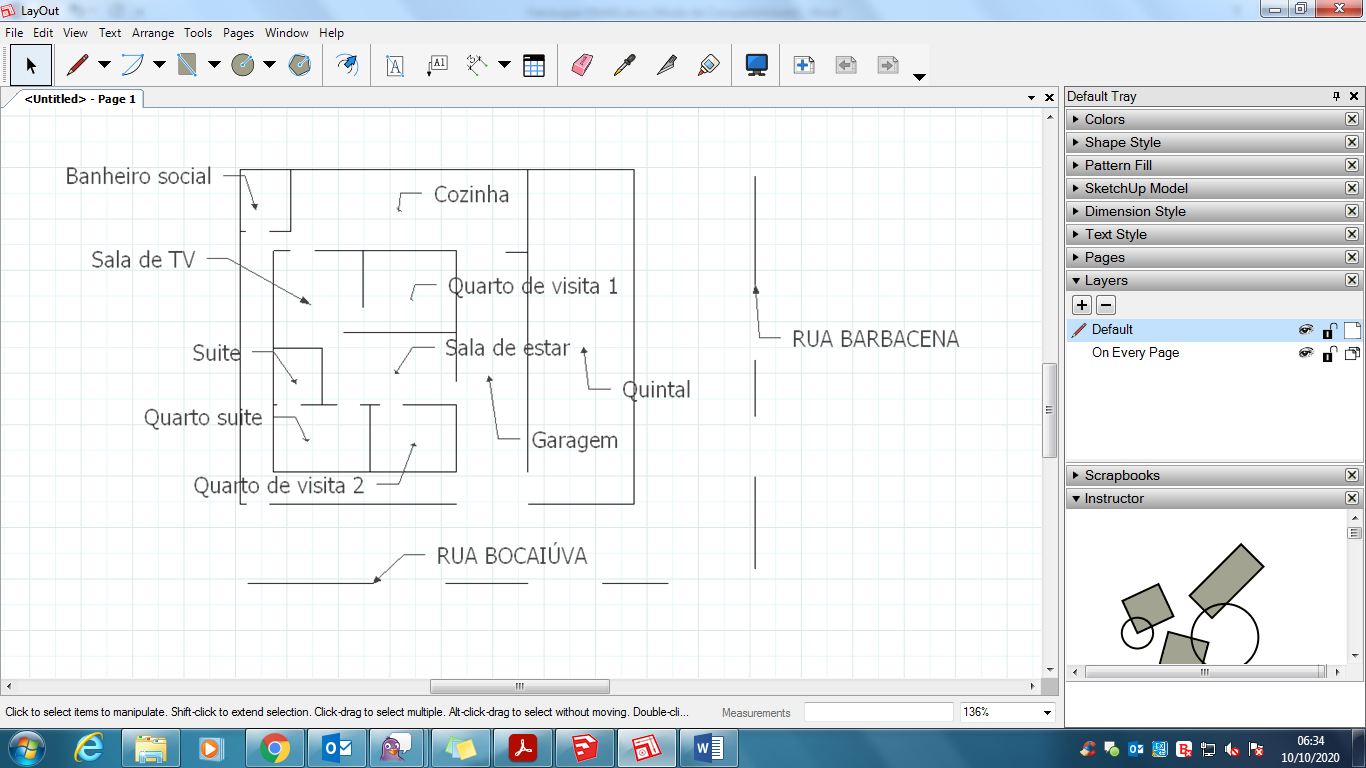 LayOut
File Edit View Text Arrange Tools Pages Window Help
A A1
<Untitled> - Page 1
Default Tray
Colors
Shape Style
Pattern Fill
SketchUp Model
Dimension Style
Text Style
Pages
Layers
Default
On Every Page
Scrapbooks
Instructor
Banheiro social
Cozinha
Sala de TV
Quarto de visita 1
Suite
Sala de estar
RUA BARBACENA
Quintal
Quarto suite
Garagem
Quarto de visita 2
RUA BOCAIÚVA
Click to select items to manipulate. Shift-click to extend selection. Click-drag to select multiple. Alt-click-drag to select without moving. Double-cli...
Measurements
136%
06:34
10/10/2020